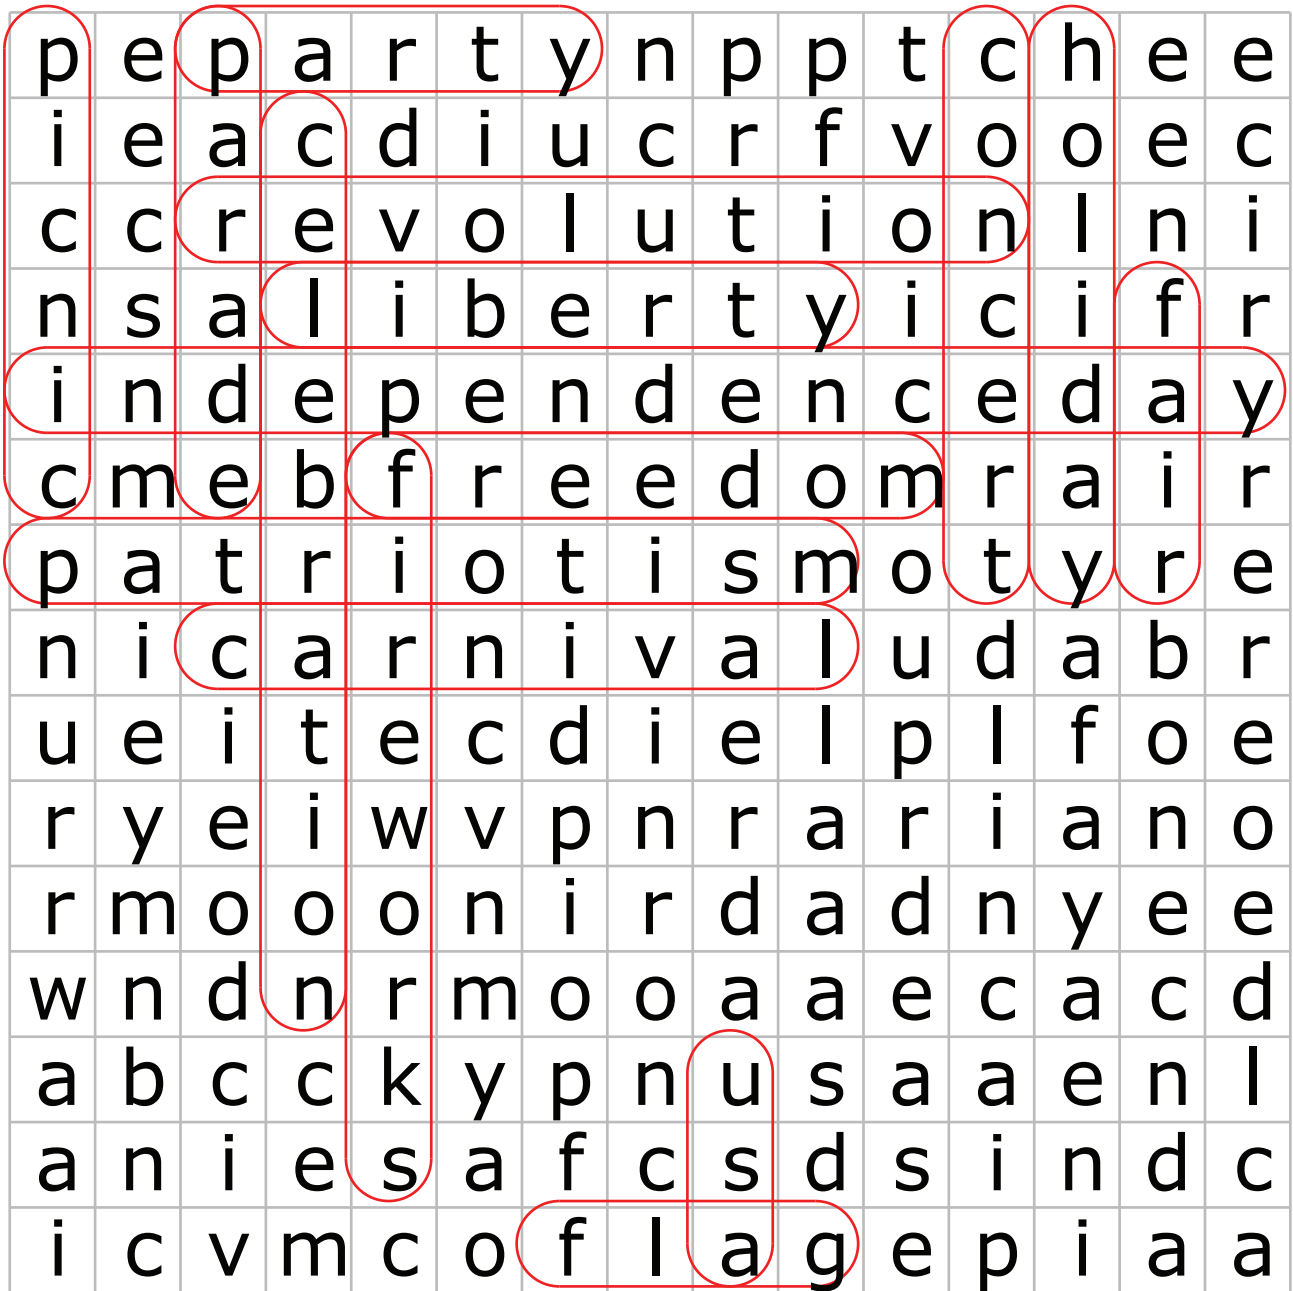 p e p a r t y n p p t c h e e
i e a c d i u c r f v o o e c
c c r e v o l u t i o n l n i
n s a l i b e r t y i c i f r
i n d e p e n d e n c e d a y
c m e b f r e e d o m r a i r
p a t r i o t i s m o t y r e
n i c a r n i v a l u d a b r
u e i t e c d i e l p l f o e
r y e i w v p n r a r i a n o
r m o o o n i r d a d n y e e
w n d n r m o o a a e c a c d
a b c c k y p n u s a a e n l
a n i e s a f c s d s i n d c
i c v m c o f l a g e p i a a